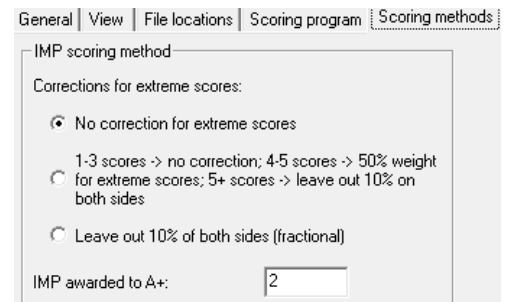 General View File locations Scoring program Scoring methods
IMP scoring method
Corrections for extreme scores:
No correction for extreme scores
1-3 scores -> no correction; 4-5 scores -> 50% weight
for extreme scores; 5+ scores -> leave out 10% on
both sides
Leave out 10% of both sides (fractional)
IMP awarded to A+: 2